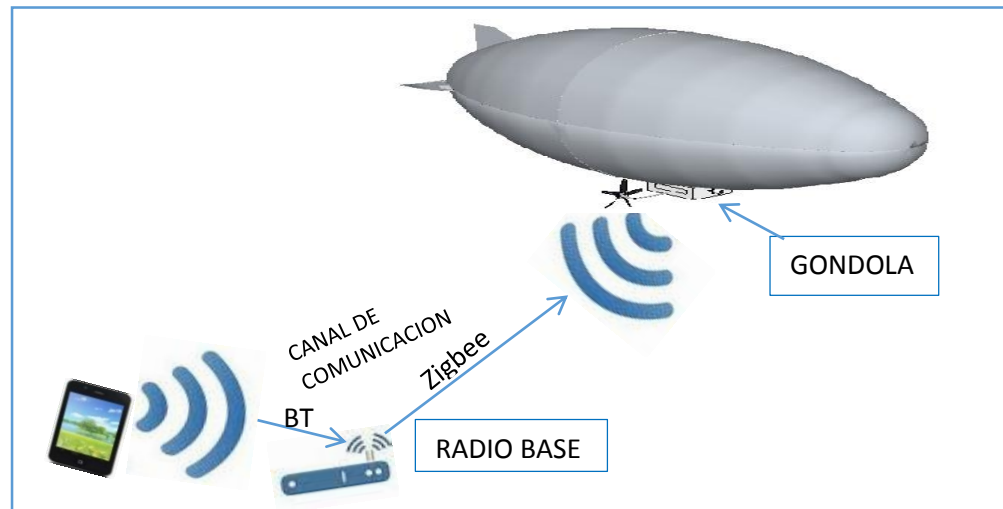 GONDOLA
CANAL DE
COMUNICACION
Zigbee
BT
RADIO BASE